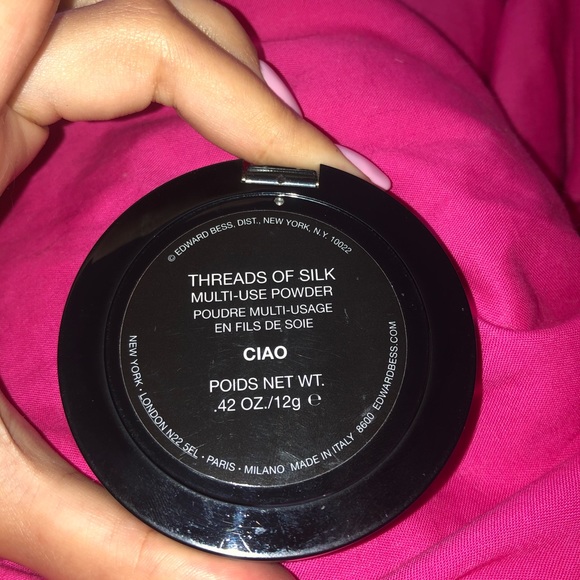 © EDWARD BESS, DIST., NEW YORK, N.Y. 10022
THREADS OF SILK
MULTI-USE POWDER
POUDRE MULTI-USAGE
EN FILS DE SOIE
CIAO
POIDS NET WT.
.42 OZ./12g ℮
NEW YORK · LONDON N22 5EL · PARIS · MILANO MADE IN ITALY 8600 EDWARDBESS.COM